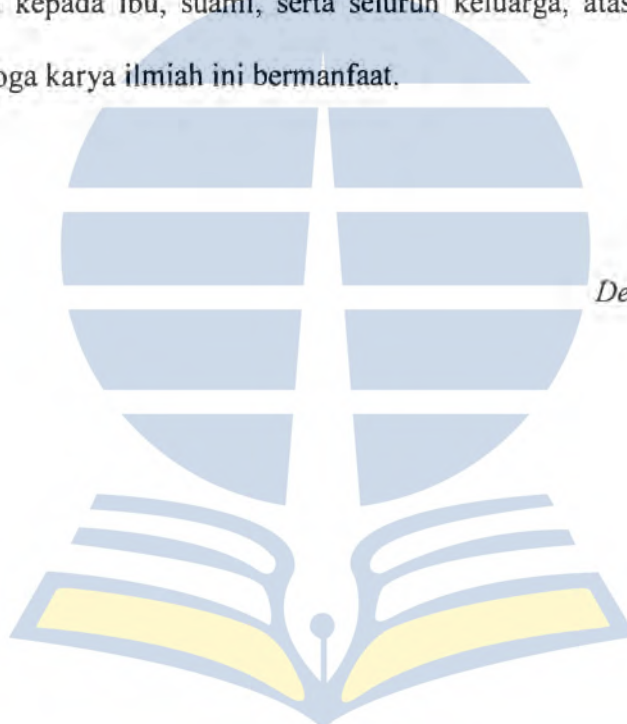 kepada ibu, suami, serta seluruh keluarga, atas
oga karya ilmiah ini bermanfaat.
De